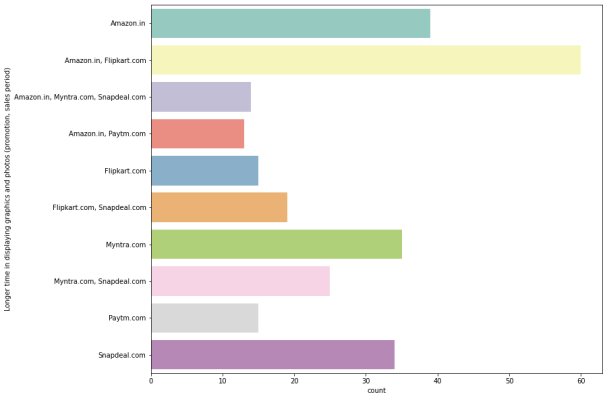 Longer time in displaying graphics and photos (promotion, sales period)
Amazon.in
Amazon.in, Flipkart.com
Amazon.in, Myntra.com, Snapdeal.com
Amazon.in, Paytm.com
Flipkart.com
Flipkart.com, Snapdeal.com
Myntra.com
Myntra.com, Snapdeal.com
Paytm.com
Snapdeal.com
0 10 20 30 40 50 60
count